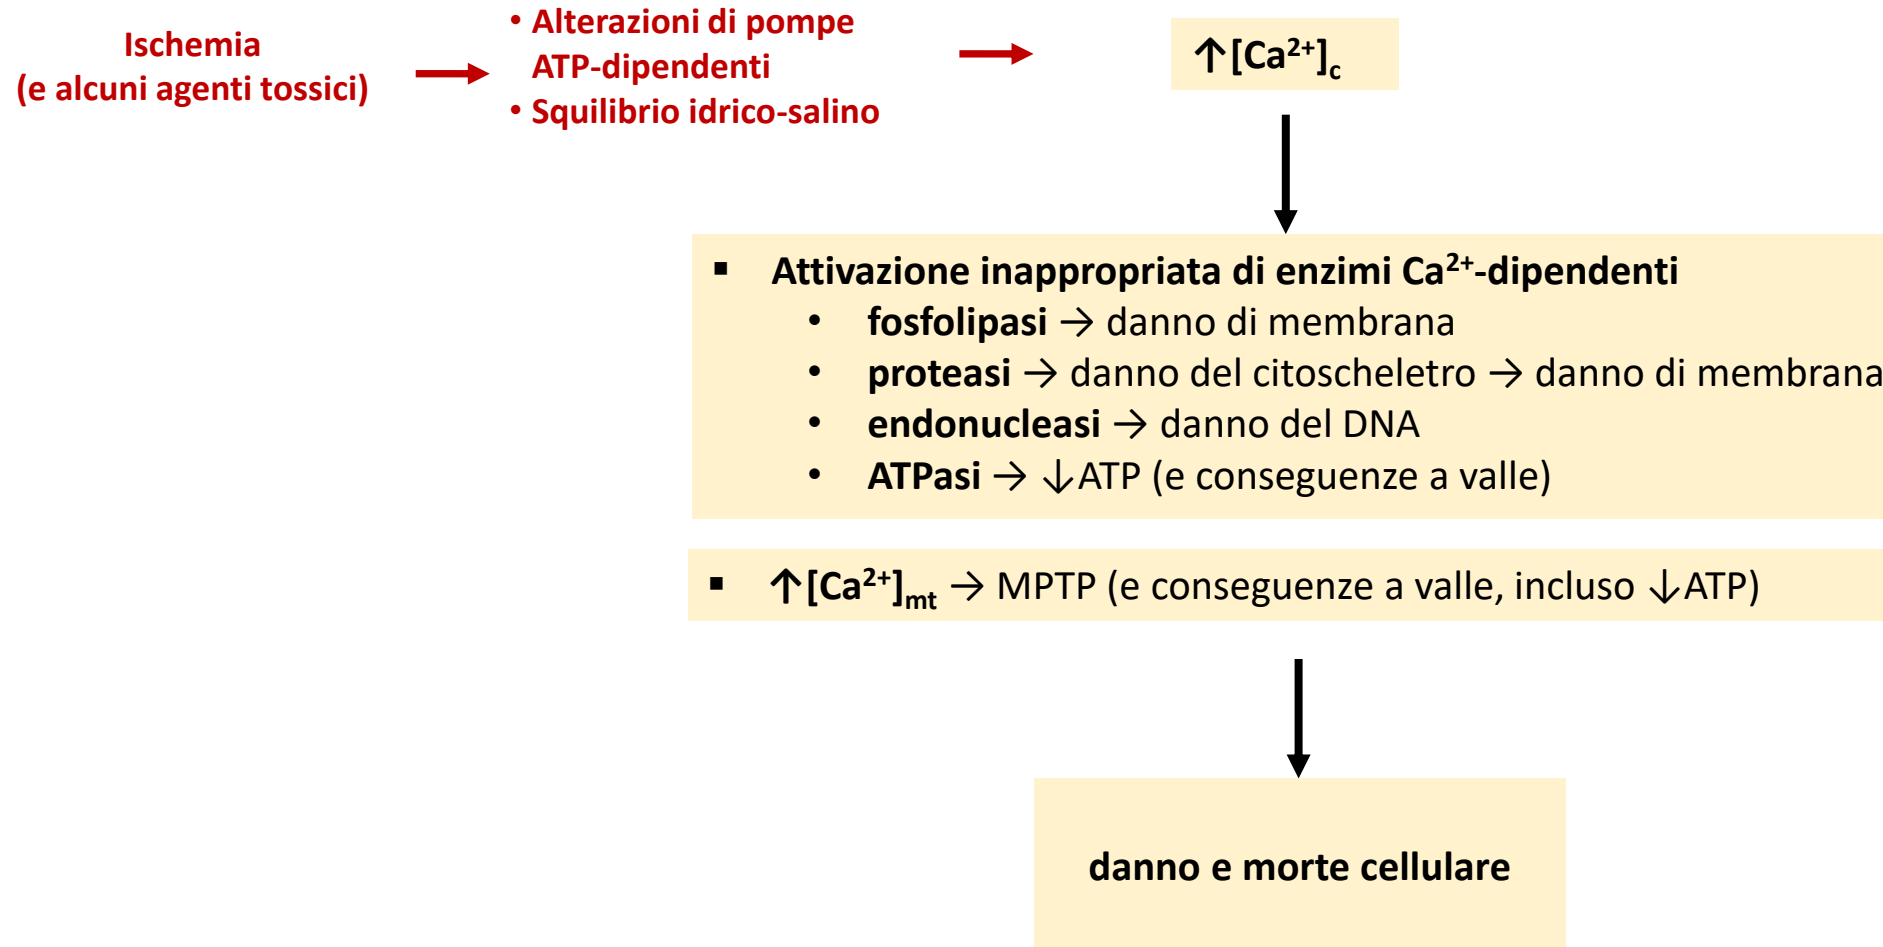 Ischemia
(e alcuni agenti tossici)
• Alterazioni di pompe
ATP-dipendenti
• Squilibrio idrico-salino
↑[Ca²⁺]c
▪ Attivazione inappropriata di enzimi Ca²⁺-dipendenti
• fosfolipasi → danno di membrana
• proteasi → danno del citoscheletro → danno di membrana
• endonucleasi → danno del DNA
• ATPasi → ↓ATP (e conseguenze a valle)
▪ ↑[Ca²⁺]mt → MPTP (e conseguenze a valle, incluso ↓ATP)
danno e morte cellulare